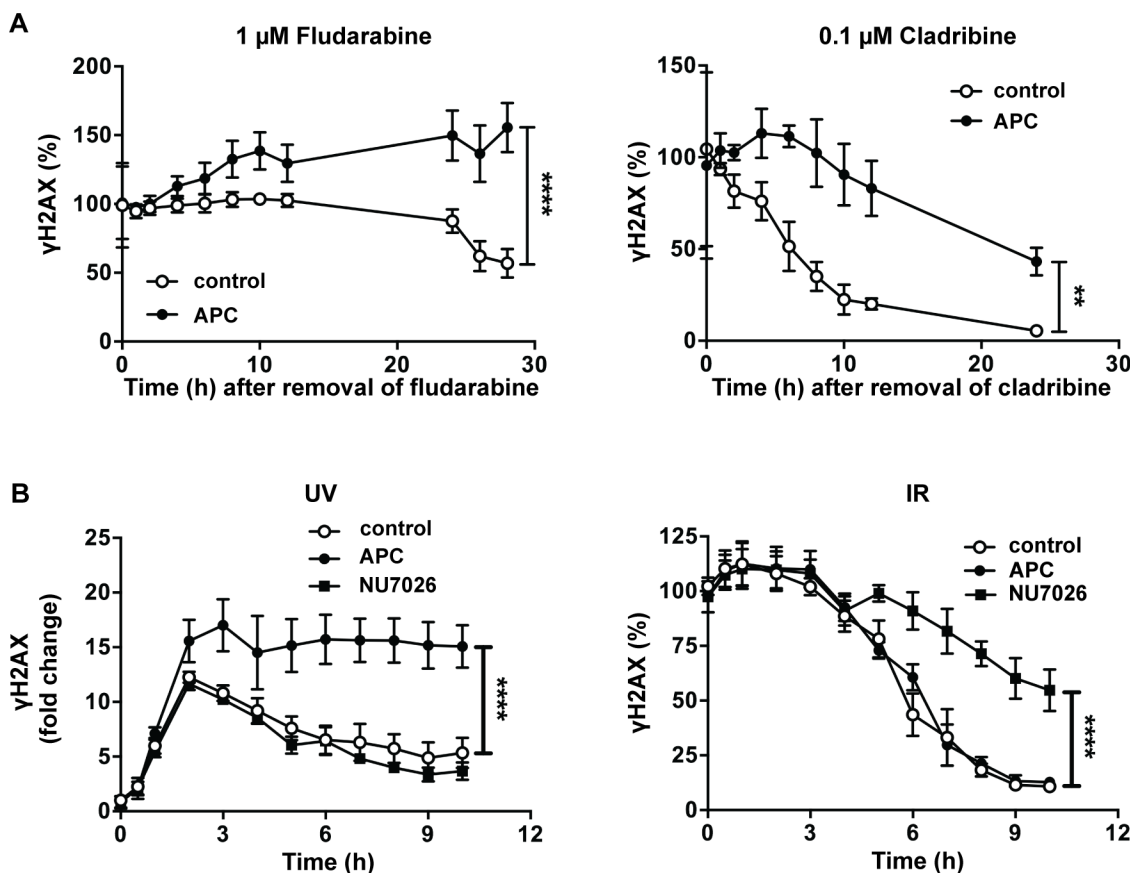 A
1 µM Fludarabine
γH2AX (%)
200
150
100
50
0
0
10
20
30
control
APC
****
Time (h) after removal of fludarabine
0.1 µM Cladribine
γH2AX (%)
150
100
50
0
0
10
20
30
control
APC
**
Time (h) after removal of cladribine
B
UV
γH2AX
(fold change)
25
20
15
10
5
0
0
3
6
9
12
control
APC
NU7026
****
Time (h)
IR
γH2AX (%)
125
100
75
50
25
0
0
3
6
9
12
control
APC
NU7026
****
Time (h)